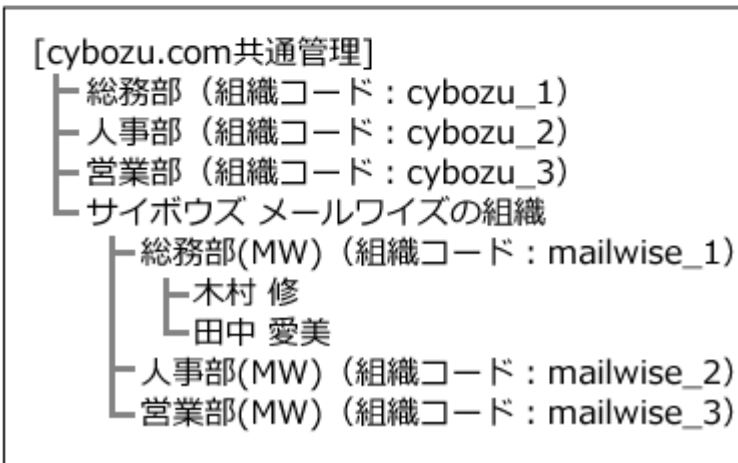 [cybozu.com共通管理]
総務部（組織コード：cybozu_1）
人事部（組織コード：cybozu_2）
営業部（組織コード：cybozu_3）
サイボウズ メールワイズの組織
総務部(MW)（組織コード：mailwise_1）
木村 修
田中 愛美
人事部(MW)（組織コード：mailwise_2）
営業部(MW)（組織コード：mailwise_3）